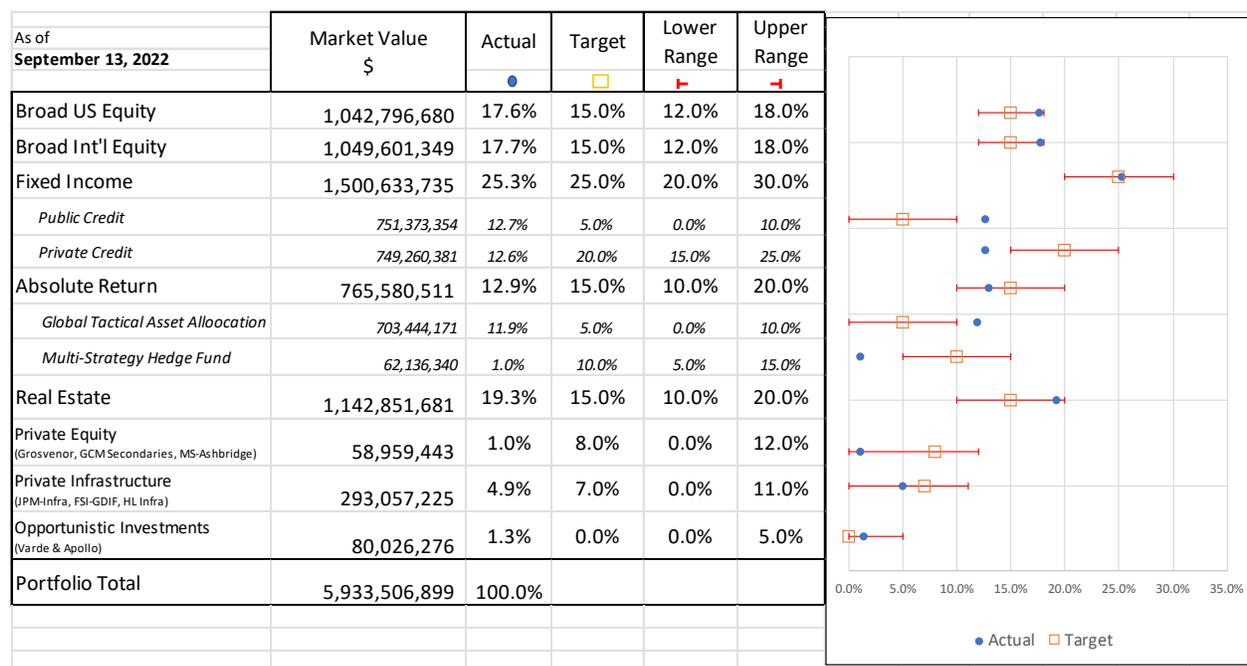 As of
September 13, 2022
Market Value
$
Actual
Target
Lower
Range
Upper
Range
Broad US Equity 1,042,796,680 17.6% 15.0% 12.0% 18.0%
Broad Int'l Equity 1,049,601,349 17.7% 15.0% 12.0% 18.0%
Fixed Income 1,500,633,735 25.3% 25.0% 20.0% 30.0%
Public Credit 751,373,354 12.7% 5.0% 0.0% 10.0%
Private Credit 749,260,381 12.6% 20.0% 15.0% 25.0%
Absolute Return 765,580,511 12.9% 15.0% 10.0% 20.0%
Global Tactical Asset Alloocation 703,444,171 11.9% 5.0% 0.0% 10.0%
Multi-Strategy Hedge Fund 62,136,340 1.0% 10.0% 5.0% 15.0%
Real Estate 1,142,851,681 19.3% 15.0% 10.0% 20.0%
Private Equity
(Grosvenor, GCM Secondaries, MS-Ashbridge)
58,959,443 1.0% 8.0% 0.0% 12.0%
Private Infrastructure
(JPM-Infra, FSI-GDIF, HL Infra)
293,057,225 4.9% 7.0% 0.0% 11.0%
Opportunistic Investments
(Varde & Apollo)
80,026,276 1.3% 0.0% 0.0% 5.0%
Portfolio Total 5,933,506,899 100.0%
0.0% 5.0% 10.0% 15.0% 20.0% 25.0% 30.0% 35.0%
Actual Target